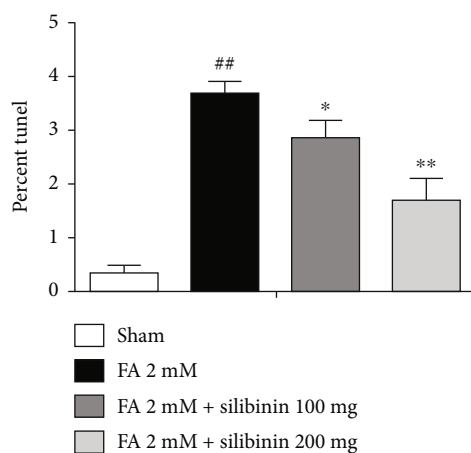 5
4
3
2
1
0
Percent tunel
##
*
**
Sham
FA 2 mM
FA 2 mM + silibinin 100 mg
FA 2 mM + silibinin 200 mg